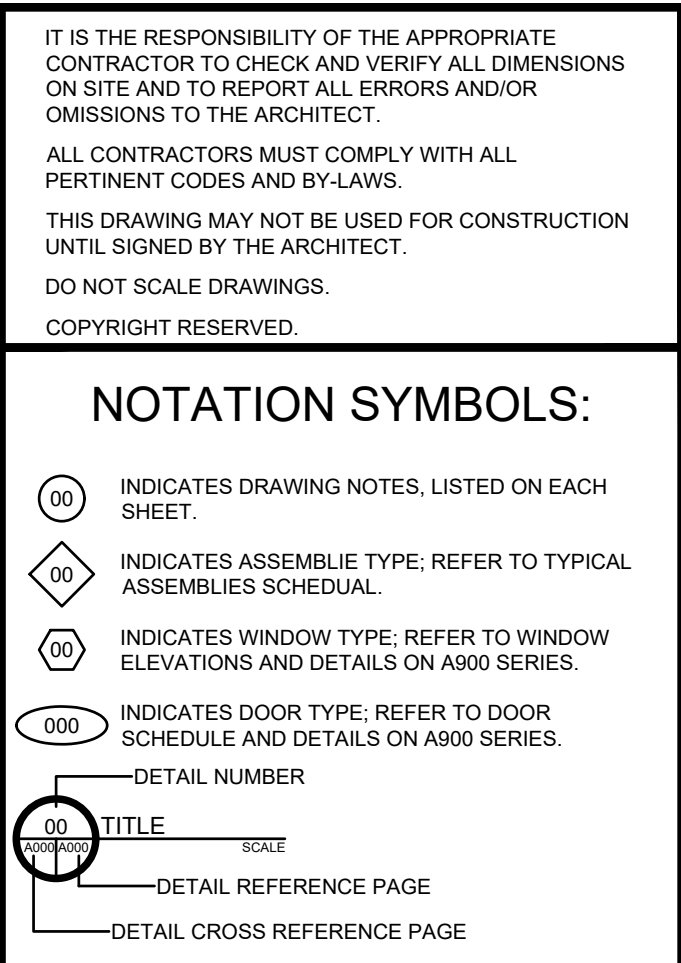 IT IS THE RESPONSIBILITY OF THE APPROPRIATE
CONTRACTOR TO CHECK AND VERIFY ALL DIMENSIONS
ON SITE AND TO REPORT ALL ERRORS AND/OR
OMISSIONS TO THE ARCHITECT.
ALL CONTRACTORS MUST COMPLY WITH ALL
PERTINENT CODES AND BY-LAWS.
THIS DRAWING MAY NOT BE USED FOR CONSTRUCTION
UNTIL SIGNED BY THE ARCHITECT.
DO NOT SCALE DRAWINGS.
COPYRIGHT RESERVED.
NOTATION SYMBOLS:
00 INDICATES DRAWING NOTES, LISTED ON EACH
SHEET.
00 INDICATES ASSEMBLIE TYPE; REFER TO TYPICAL
ASSEMBLIES SCHEDUAL.
00 INDICATES WINDOW TYPE; REFER TO WINDOW
ELEVATIONS AND DETAILS ON A900 SERIES.
000 INDICATES DOOR TYPE; REFER TO DOOR
SCHEDULE AND DETAILS ON A900 SERIES.
DETAIL NUMBER
00 TITLE
A000 A000 SCALE
DETAIL REFERENCE PAGE
DETAIL CROSS REFERENCE PAGE